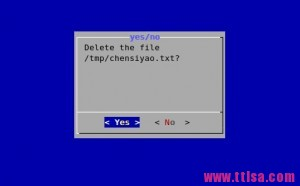 yes/no
Delete the file
/tmp/chensiyao.txt?
< Yes > < No >
www.ttlsa.com